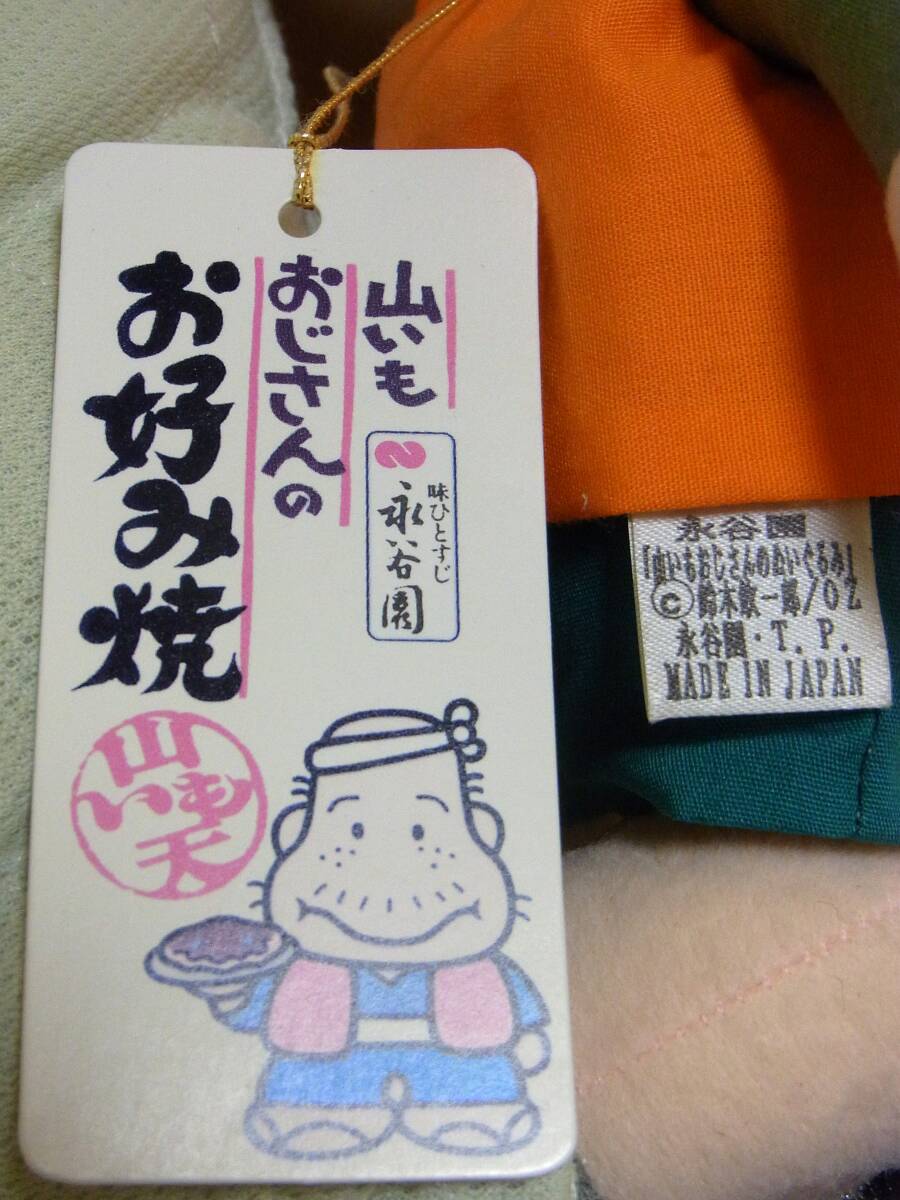 山いも
おじさんの
お好み焼
味ひとすじ
永谷園
山いも天
永谷園
「山いもおじさんのぬいぐるみ」
©鈴木敏一郎/OZ
永谷園・T.P.
MADE IN JAPAN